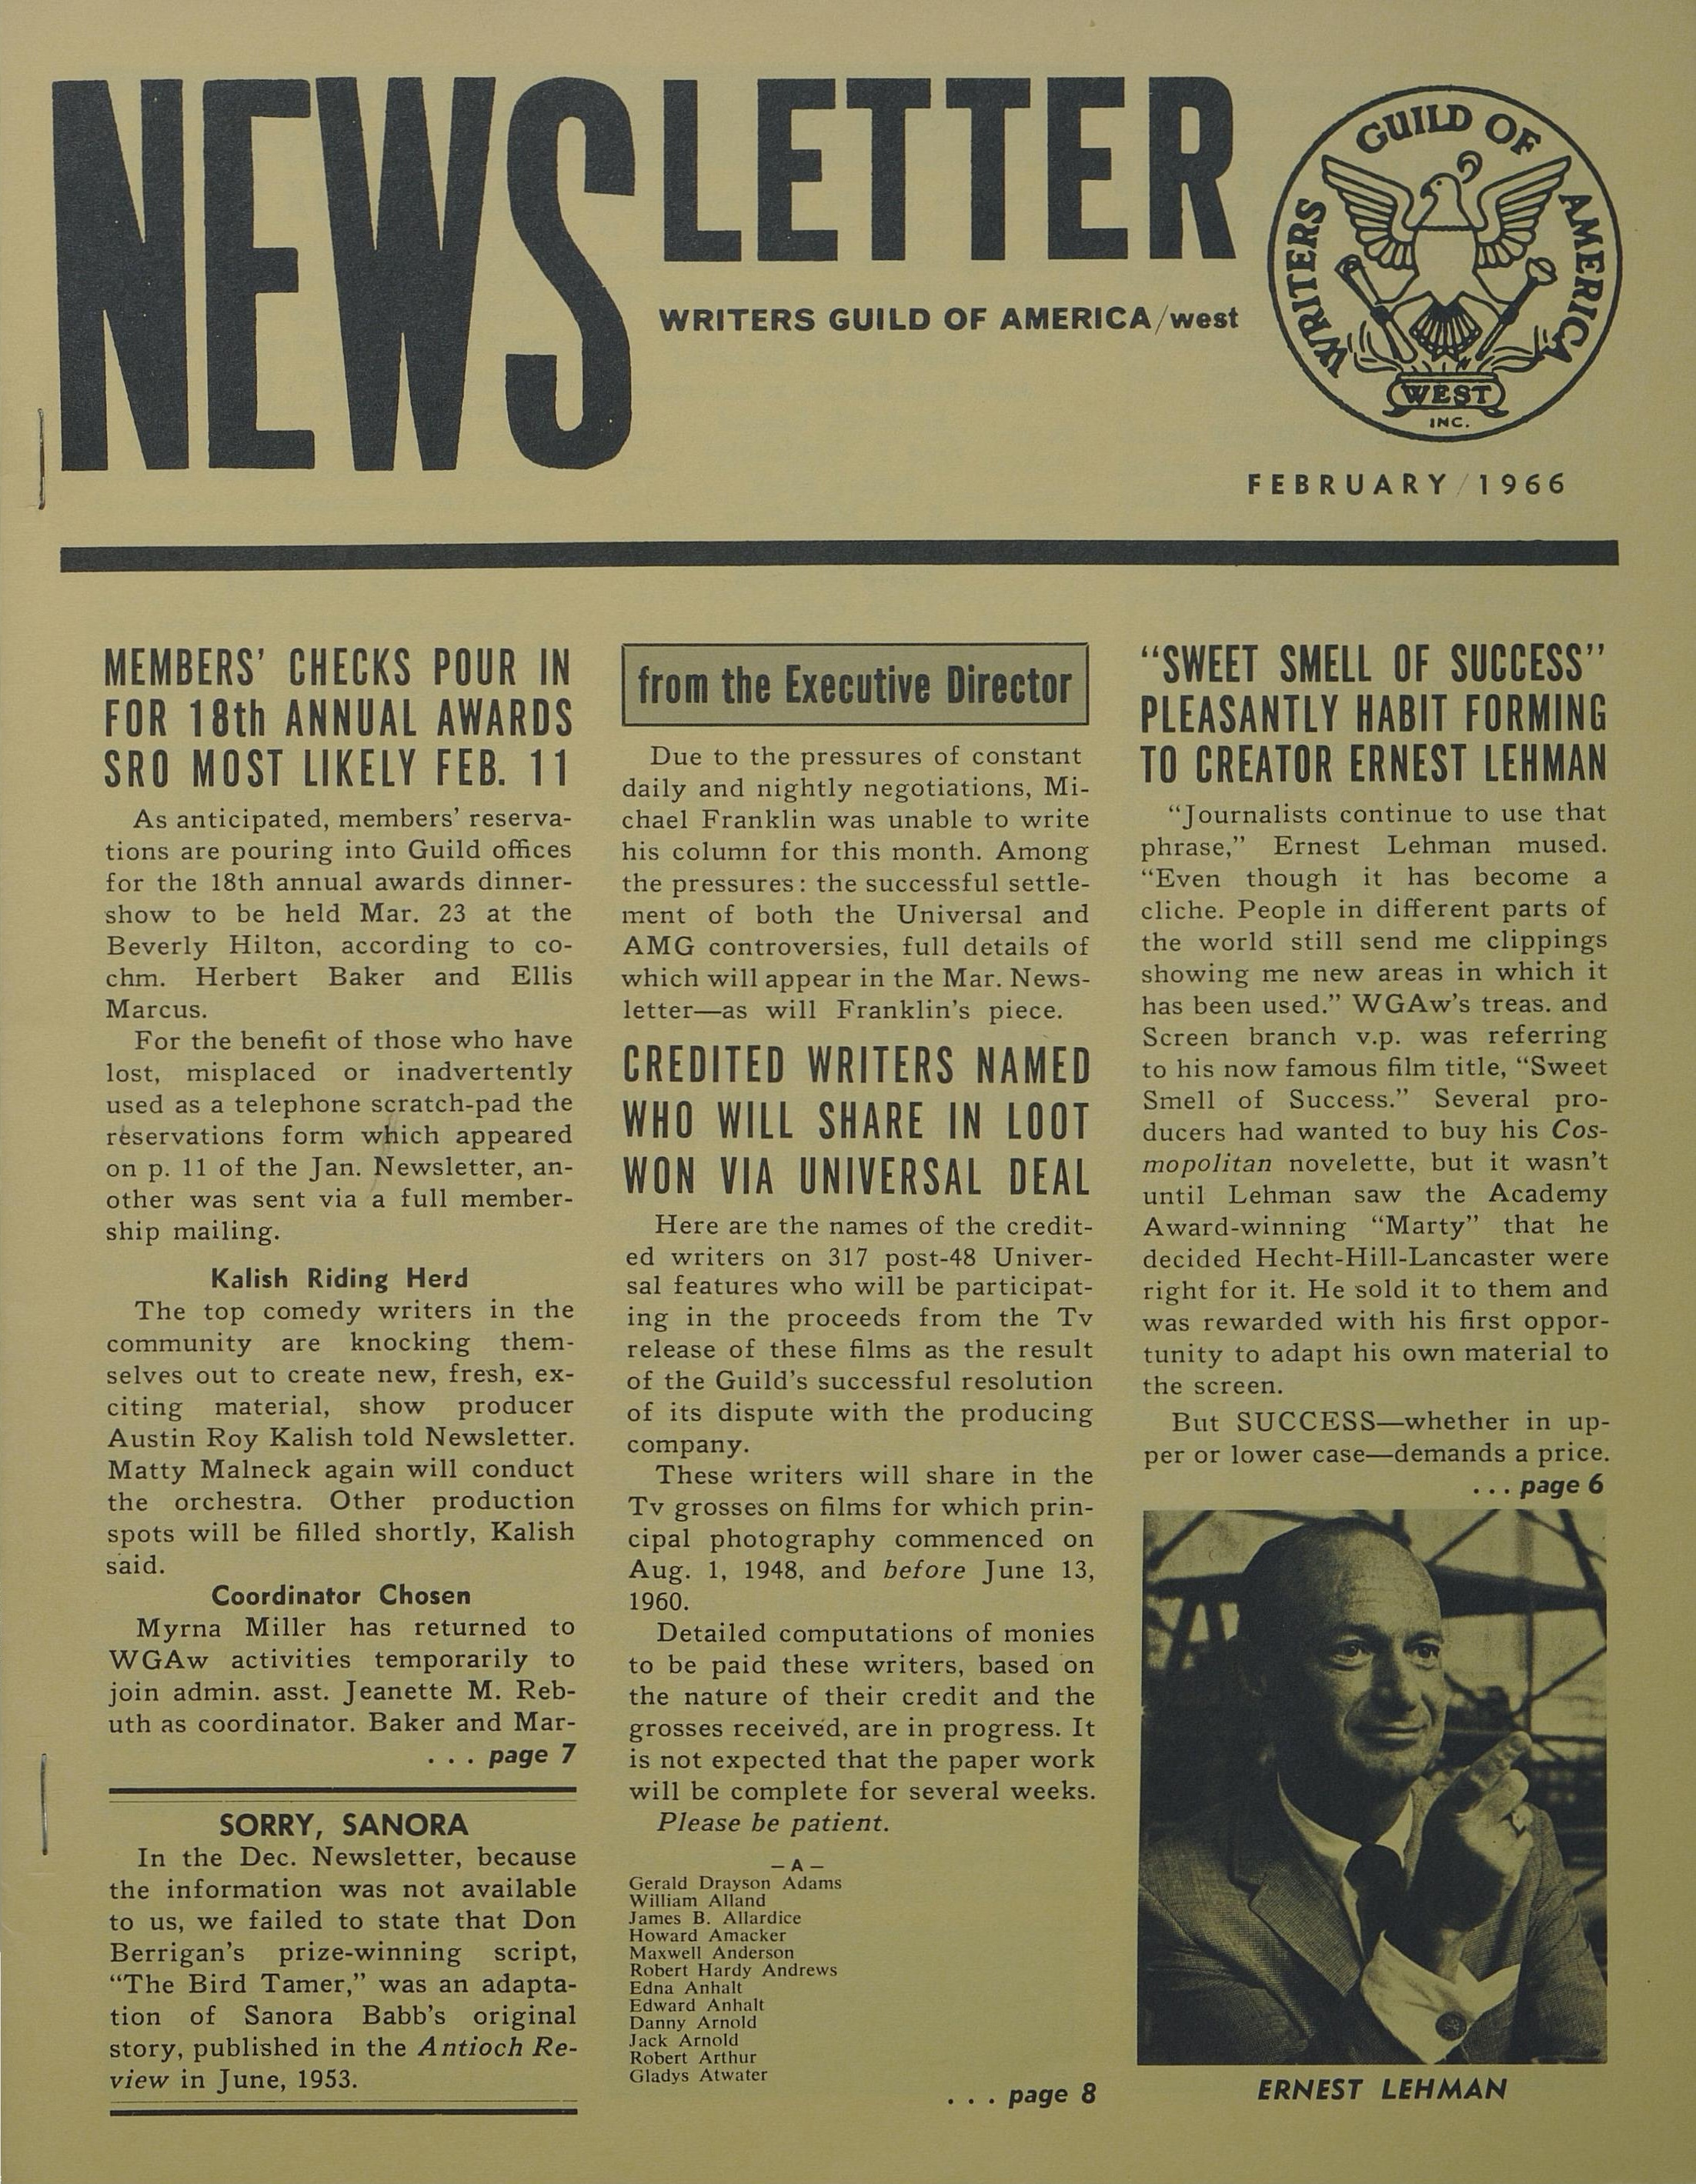 NEWSLETTER
WRITERS GUILD OF AMERICA/west
WRITERS GUILD OF AMERICA
WEST
INC.
FEBRUARY/1966
MEMBERS' CHECKS POUR IN
FOR 18th ANNUAL AWARDS
SRO MOST LIKELY FEB. 11
As anticipated, members' reserva-
tions are pouring into Guild offices
for the 18th annual awards dinner-
show to be held Mar. 23 at the
Beverly Hilton, according to co-
chm. Herbert Baker and Ellis
Marcus.
For the benefit of those who have
lost, misplaced or inadvertently
used as a telephone scratch-pad the
reservations form which appeared
on p. 11 of the Jan. Newsletter, an-
other was sent via a full member-
ship mailing.
Kalish Riding Herd
The top comedy writers in the
community are knocking them-
selves out to create new, fresh, ex-
citing material, show producer
Austin Roy Kalish told Newsletter.
Matty Malneck again will conduct
the orchestra. Other production
spots will be filled shortly, Kalish
said.
Coordinator Chosen
Myrna Miller has returned to
WGAw activities temporarily to
join admin. asst. Jeanette M. Reb-
uth as coordinator. Baker and Mar-
. . . page 7
SORRY, SANORA
In the Dec. Newsletter, because
the information was not available
to us, we failed to state that Don
Berrigan's prize-winning script,
“The Bird Tamer,” was an adapta-
tion of Sanora Babb's original
story, published in the Antioch Re-
view in June, 1953.
from the Executive Director
Due to the pressures of constant
daily and nightly negotiations, Mi-
chael Franklin was unable to write
his column for this month. Among
the pressures: the successful settle-
ment of both the Universal and
AMG controversies, full details of
which will appear in the Mar. News-
letter—as will Franklin's piece.
CREDITED WRITERS NAMED
WHO WILL SHARE IN LOOT
WON VIA UNIVERSAL DEAL
Here are the names of the credit-
ed writers on 317 post-48 Univer-
sal features who will be participat-
ing in the proceeds from the Tv
release of these films as the result
of the Guild's successful resolution
of its dispute with the producing
company.
These writers will share in the
Tv grosses on films for which prin-
cipal photography commenced on
Aug. 1, 1948, and before June 13,
1960.
Detailed computations of monies
to be paid these writers, based on
the nature of their credit and the
grosses received, are in progress. It
is not expected that the paper work
will be complete for several weeks.
Please be patient.
— A —
Gerald Drayson Adams
William Alland
James B. Allardice
Howard Amacker
Maxwell Anderson
Robert Hardy Andrews
Edna Anhalt
Edward Anhalt
Danny Arnold
Jack Arnold
Robert Arthur
Gladys Atwater
. . . page 8
“SWEET SMELL OF SUCCESS”
PLEASANTLY HABIT FORMING
TO CREATOR ERNEST LEHMAN
“Journalists continue to use that
phrase,” Ernest Lehman mused.
“Even though it has become a
cliche. People in different parts of
the world still send me clippings
showing me new areas in which it
has been used.” WGAw's treas. and
Screen branch v.p. was referring
to his now famous film title, “Sweet
Smell of Success.” Several pro-
ducers had wanted to buy his Cos-
mopolitan novelette, but it wasn't
until Lehman saw the Academy
Award-winning “Marty” that he
decided Hecht-Hill-Lancaster were
right for it. He sold it to them and
was rewarded with his first oppor-
tunity to adapt his own material to
the screen.
But SUCCESS—whether in up-
per or lower case—demands a price.
. . . page 6
ERNEST LEHMAN